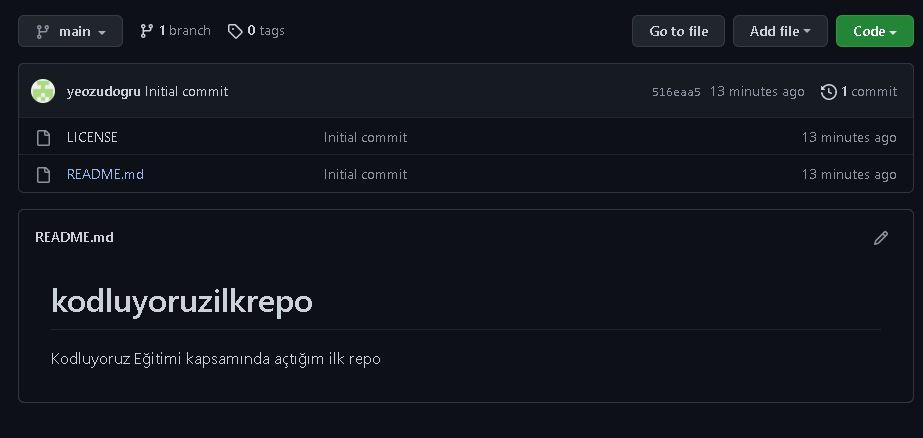 main 1 branch 0 tags Go to file Add file Code
yeozudogru Initial commit 516eaa5 13 minutes ago 1 commit
LICENSE Initial commit 13 minutes ago
README.md Initial commit 13 minutes ago
README.md
kodluyoruzilkrepo
Kodluyoruz Eğitimi kapsamında açtığım ilk repo